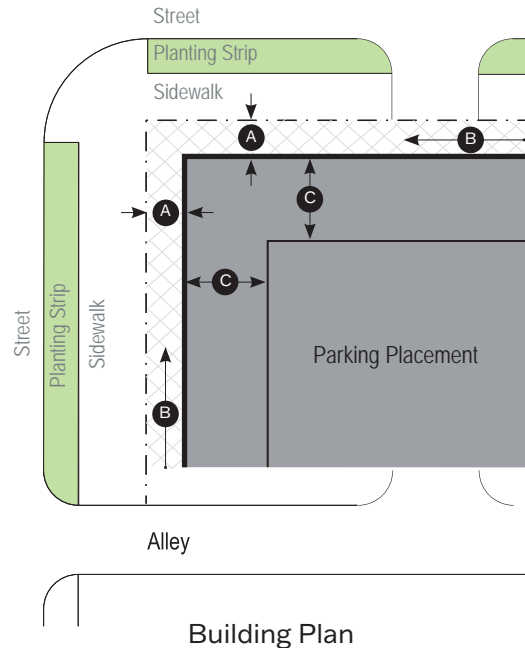 Street
Planting Strip
Sidewalk
A
B
A
C
C
Street
Planting Strip
Sidewalk
Parking Placement
B
Alley
Building Plan